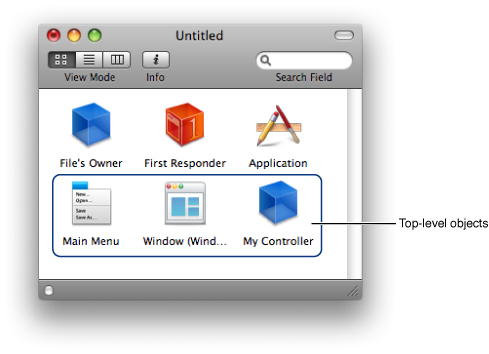 Untitled
View Mode
Info
Search Field
File's Owner
First Responder
Application
1
New...
Open...
Save
Save As...
Main Menu
Window (Wind...
My Controller
Top-level objects